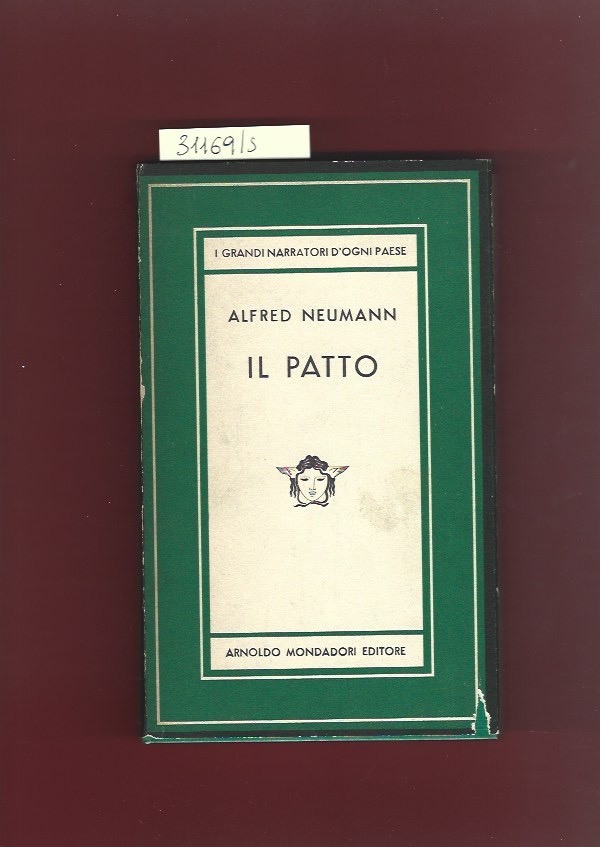 31169/s
I GRANDI NARRATORI D'OGNI PAESE
ALFRED NEUMANN
IL PATTO
ARNOLDO MONDADORI EDITORE